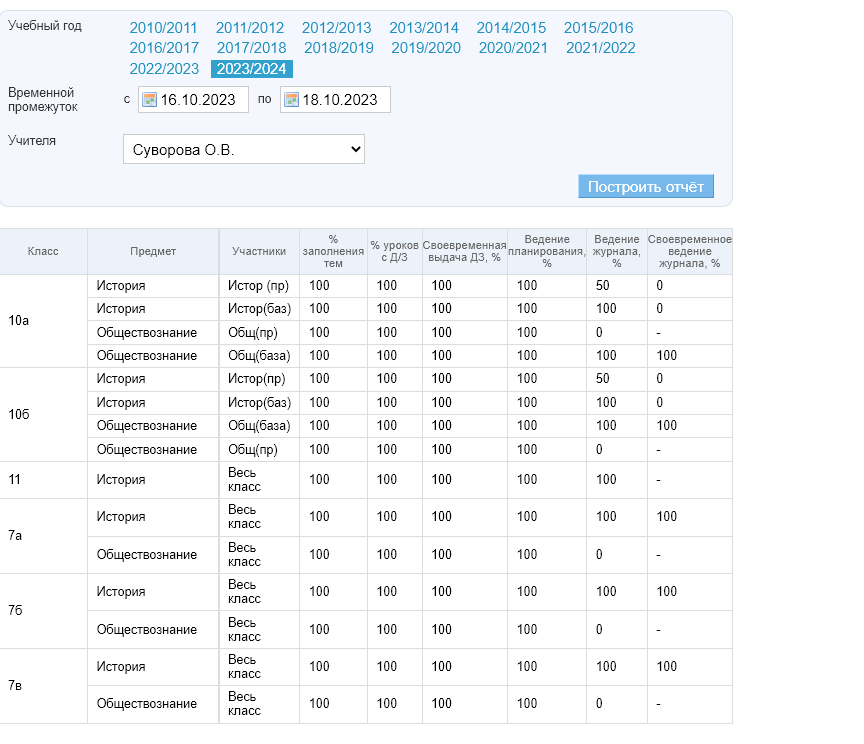 Учебный год
2010/2011 2011/2012 2012/2013 2013/2014 2014/2015 2015/2016
2016/2017 2017/2018 2018/2019 2019/2020 2020/2021 2021/2022
2022/2023 2023/2024
Временной
промежуток
с 16.10.2023 по 18.10.2023
Учителя
Суворова О.В.
Построить отчёт
Класс Предмет Участники % заполнения тем % уроков с Д/З Своевременная выдача ДЗ, % Ведение планирования, % Ведение журнала, % Своевременное ведение журнала, %
10а
История Истор (пр) 100 100 100 100 50 0
История Истор(баз) 100 100 100 100 100 0
Обществознание Общ(пр) 100 100 100 100 0 -
Обществознание Общ(база) 100 100 100 100 100 100
10б
История Истор(пр) 100 100 100 100 50 0
История Истор(баз) 100 100 100 100 100 0
Обществознание Общ(база) 100 100 100 100 100 100
Обществознание Общ(пр) 100 100 100 100 0 -
11 История Весь класс 100 100 100 100 100 -
7а
История Весь класс 100 100 100 100 100 100
Обществознание Весь класс 100 100 100 100 0 -
7б
История Весь класс 100 100 100 100 100 100
Обществознание Весь класс 100 100 100 100 0 -
7в
История Весь класс 100 100 100 100 100 100
Обществознание Весь класс 100 100 100 100 0 -